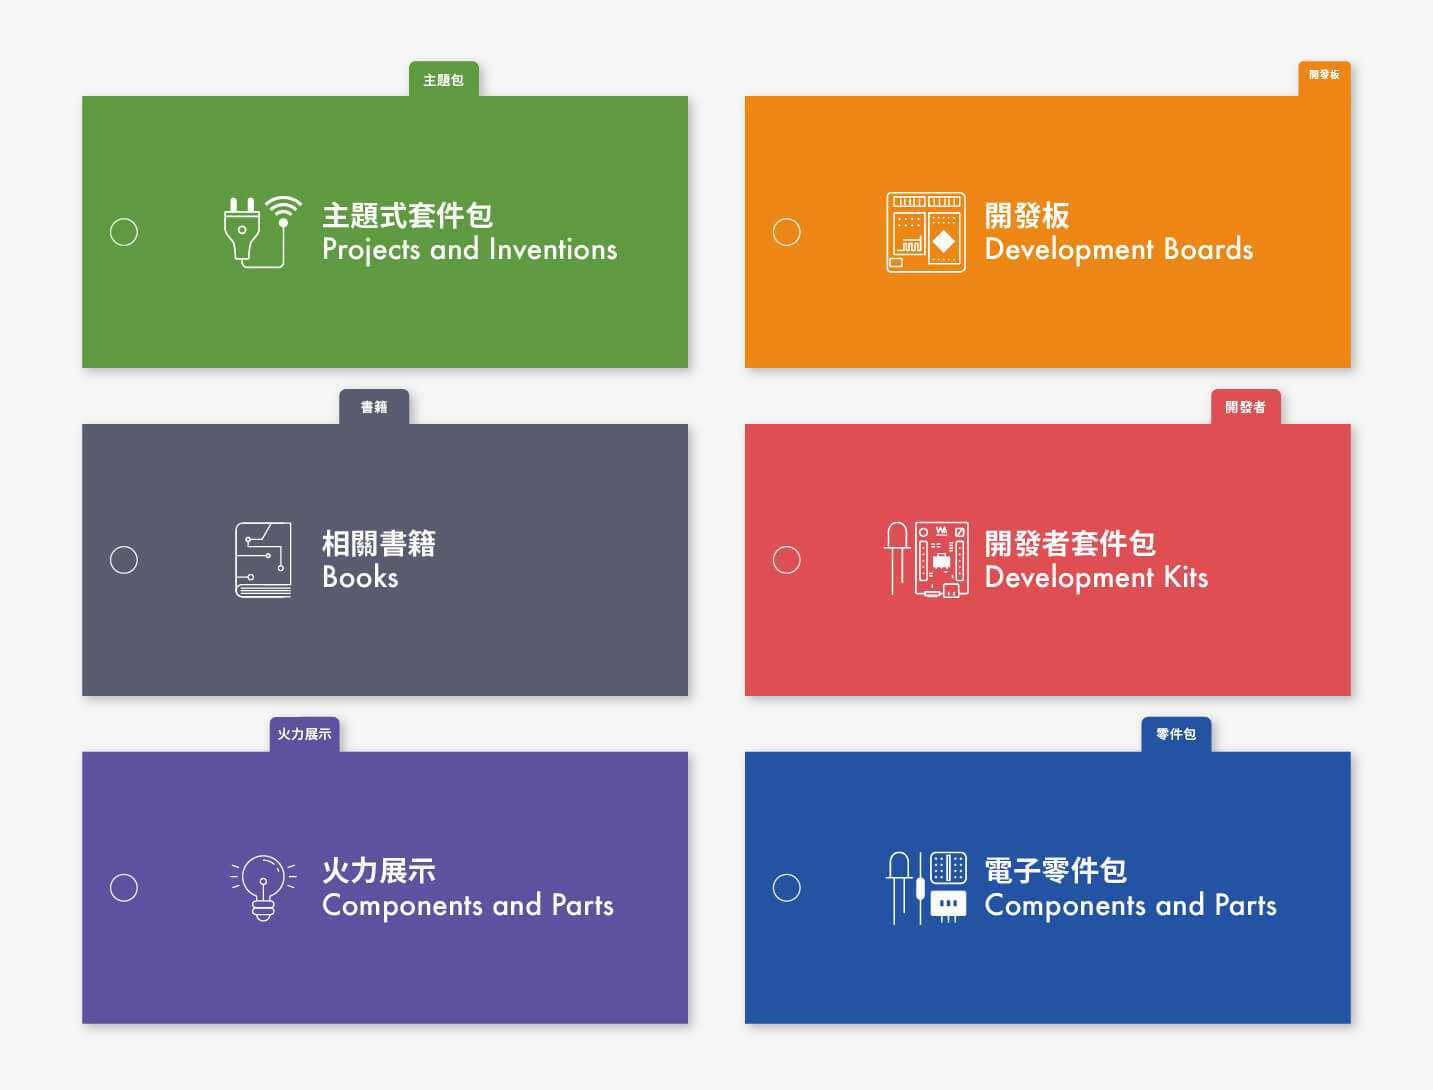 主題包
主題式套件包
Projects and Inventions
開發板
開發板
Development Boards
書籍
相關書籍
Books
開發者
開發者套件包
Development Kits
火力展示
火力展示
Components and Parts
零件包
電子零件包
Components and Parts